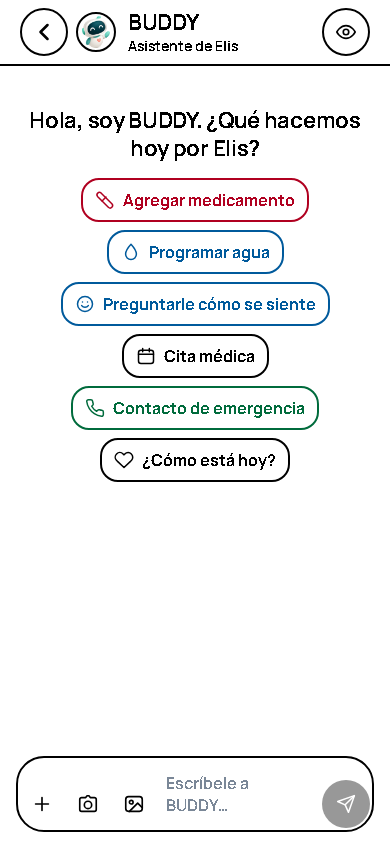 BUDDY
Asistente de Elis
Hola, soy BUDDY. ¿Qué hacemos
hoy por Elis?
Agregar medicamento
Programar agua
Preguntarle cómo se siente
Cita médica
Contacto de emergencia
¿Cómo está hoy?
Escríbele a
BUDDY…